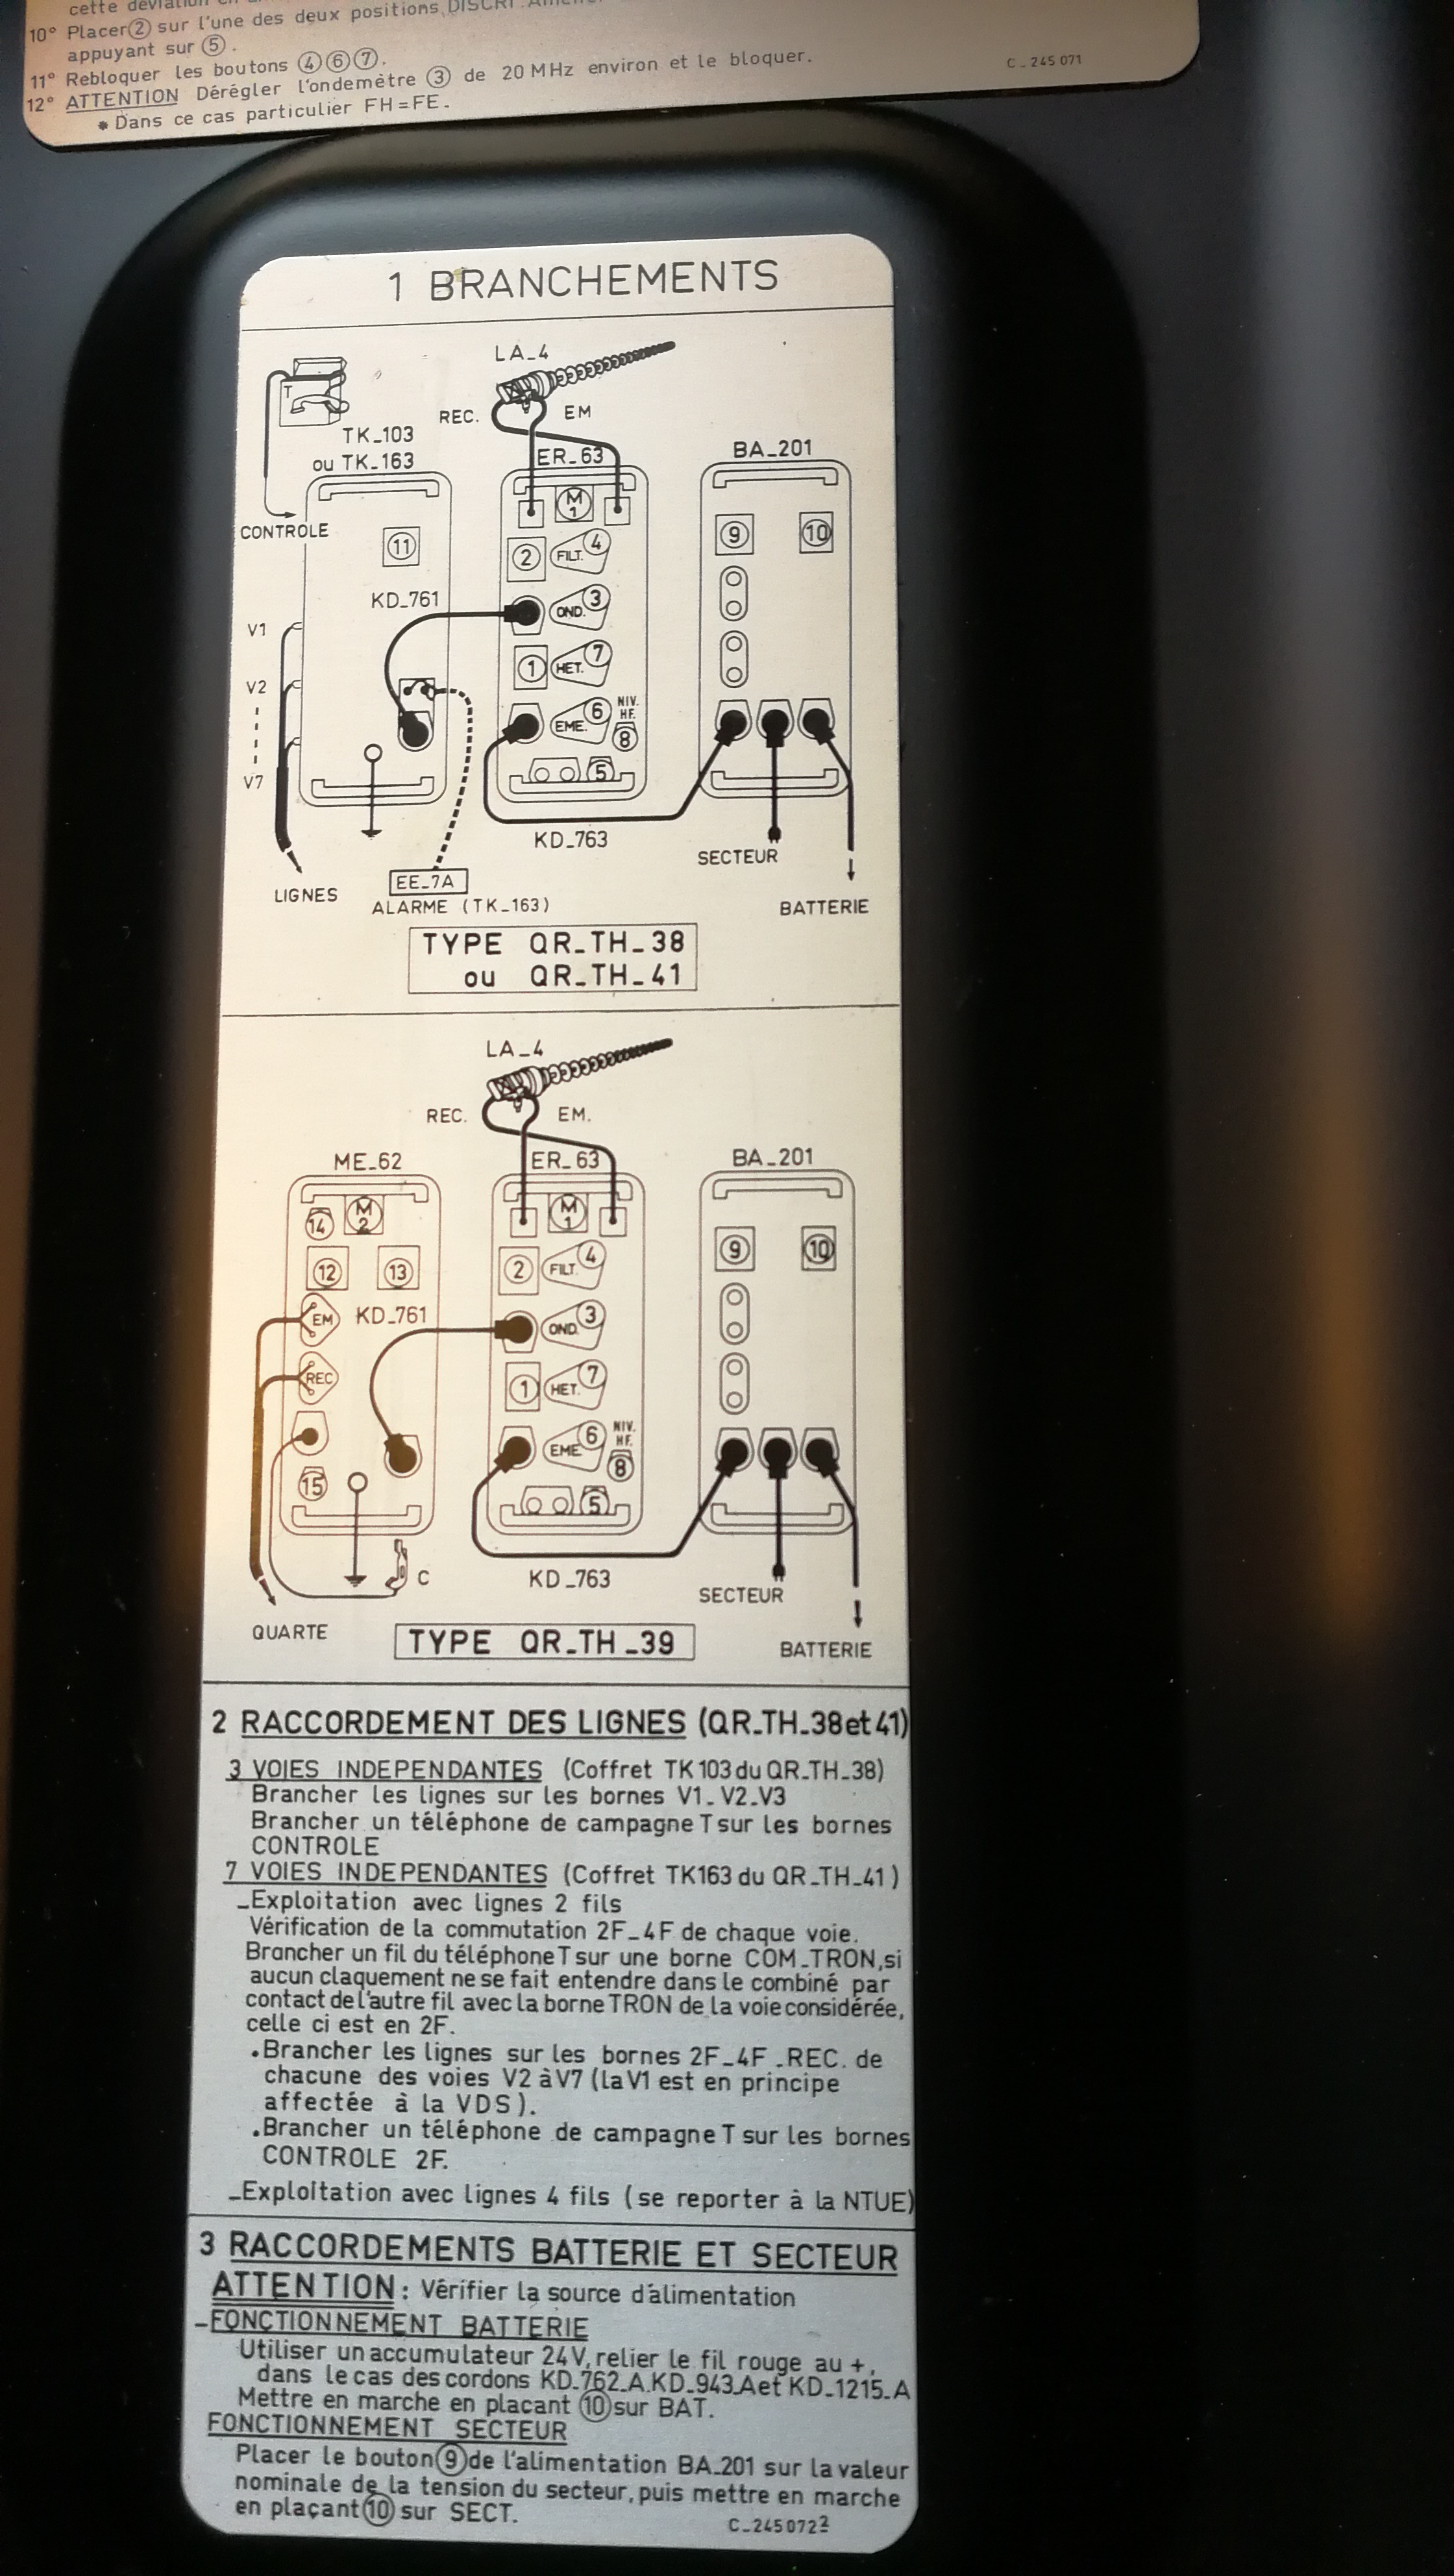 cette déviation en
10° Placer ② sur l'une des deux positions DISCRI.
appuyant sur ⑤.
11° Rebloquer les boutons ④⑥⑦.
12° ATTENTION Dérégler l'ondemètre ③ de 20 MHz environ et le bloquer.
* Dans ce cas particulier FH=FE.
C_245 071
1 BRANCHEMENTS
LA_4
T
REC.
EM
TK_103
ou TK_163
ER_63
BA_201
CONTROLE
M 1
9
10
11
2
FILT.
4
KD_761
OND.
3
V1
1
HET.
7
V2
EME.
6
NIV.
HF.
8
V7
5
KD_763
SECTEUR
LIGNES
EE_7A
ALARME (TK_163)
BATTERIE
TYPE QR_TH_38
ou QR_TH_41
LA_4
REC.
EM.
ME_62
ER_63
BA_201
14
M 2
M 1
9
10
12
13
2
FILT.
4
EM
KD_761
OND.
3
REC
1
HET.
7
EME
6
NIV.
HF.
8
15
5
C
KD_763
SECTEUR
QUARTE
TYPE QR_TH_39
BATTERIE
2 RACCORDEMENT DES LIGNES (QR_TH_38 et 41)
3 VOIES INDEPENDANTES (Coffret TK 103 du QR_TH_38)
Brancher les lignes sur les bornes V1_V2_V3
Brancher un téléphone de campagne T sur les bornes
CONTROLE
7 VOIES INDEPENDANTES (Coffret TK163 du QR_TH_41)
_Exploitation avec lignes 2 fils
Vérification de la commutation 2F_4F de chaque voie.
Brancher un fil du téléphone T sur une borne COM_TRON, si
aucun claquement ne se fait entendre dans le combiné par
contact de l'autre fil avec la borne TRON de la voie considérée,
celle ci est en 2F.
.Brancher les lignes sur les bornes 2F_4F_REC. de
chacune des voies V2 à V7 (la V1 est en principe
affectée à la VDS).
.Brancher un téléphone de campagne T sur les bornes
CONTROLE 2F.
_Exploitation avec lignes 4 fils (se reporter à la NTUE)
3 RACCORDEMENTS BATTERIE ET SECTEUR
ATTENTION : Vérifier la source d'alimentation
_FONCTIONNEMENT BATTERIE
Utiliser un accumulateur 24V, relier le fil rouge au +,
dans le cas des cordons KD_762_A.KD_943_A et KD_1215_A
Mettre en marche en placant ⑩ sur BAT.
FONCTIONNEMENT SECTEUR
Placer le bouton ⑨ de l'alimentation BA_201 sur la valeur
nominale de la tension du secteur, puis mettre en marche
en plaçant ⑩ sur SECT.
C_245 072 2